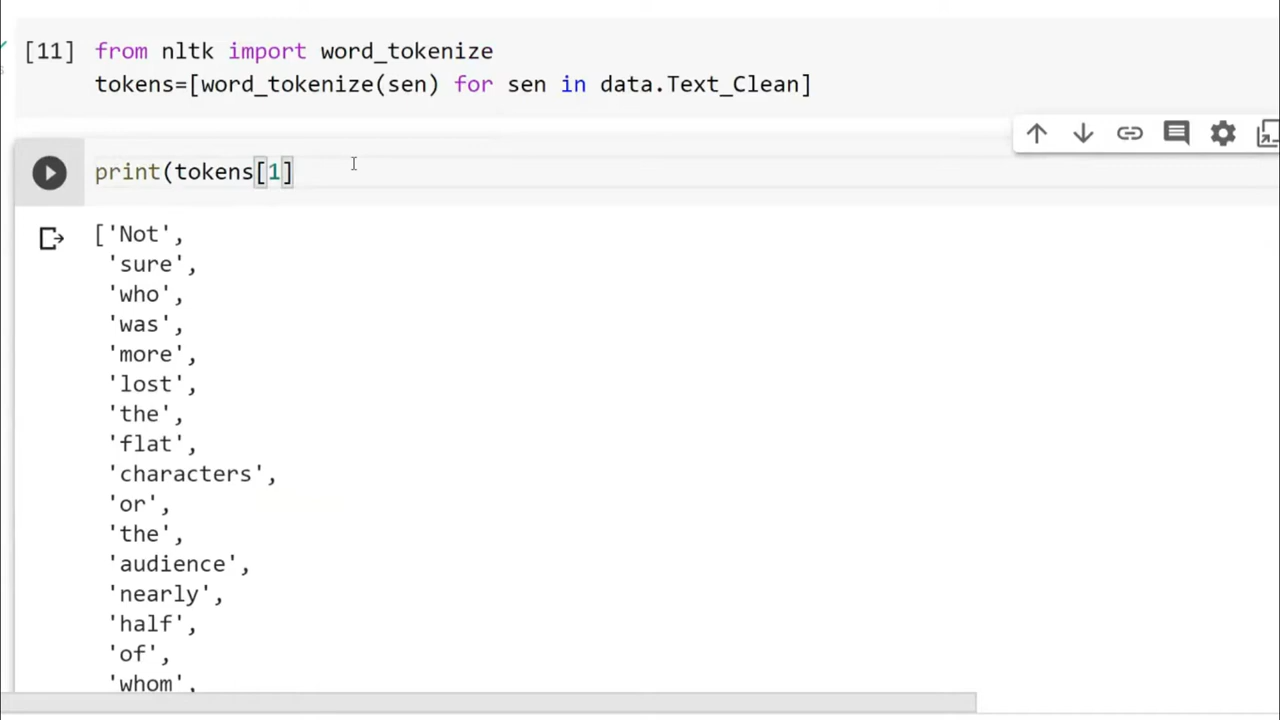 [11] from nltk import word_tokenize
tokens=[word_tokenize(sen) for sen in data.Text_Clean]
print(tokens[1]
['Not',
'sure',
'who',
'was',
'more',
'lost',
'the',
'flat',
'characters',
'or',
'the',
'audience',
'nearly',
'half',
'of',
'whom',